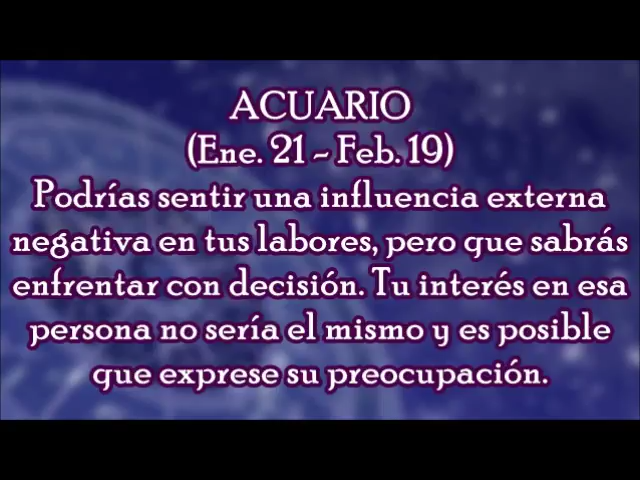 ACUARIO
(Ene. 21 - Feb. 19)
Podrías sentir una influencia externa
negativa en tus labores, pero que sabrás
enfrentar con decisión. Tu interés en esa
persona no sería el mismo y es posible
que exprese su preocupación.